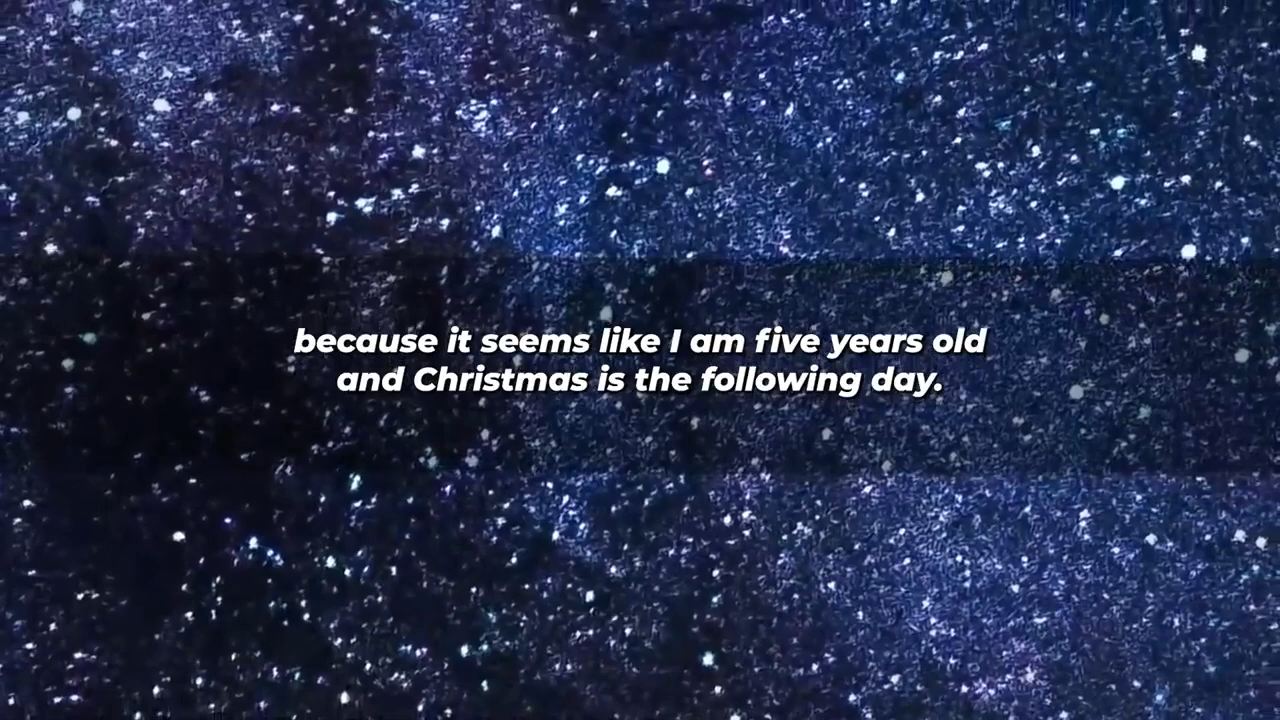 because it seems like I am five years old
and Christmas is the following day.